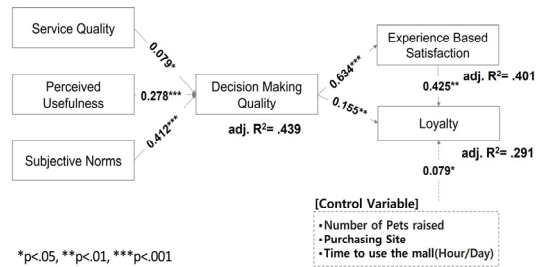 Service Quality
0.079*
Perceived
Usefulness
0.278***
Subjective Norms
0.412***
Decision Making
Quality
adj. R²= .439
0.634***
0.155**
Experience Based
Satisfaction
adj. R²= .401
0.425**
Loyalty
adj. R²= .291
0.079*
[Control Variable]
•Number of Pets raised
•Purchasing Site
•Time to use the mall(Hour/Day)
*p<.05, **p<.01, ***p<.001